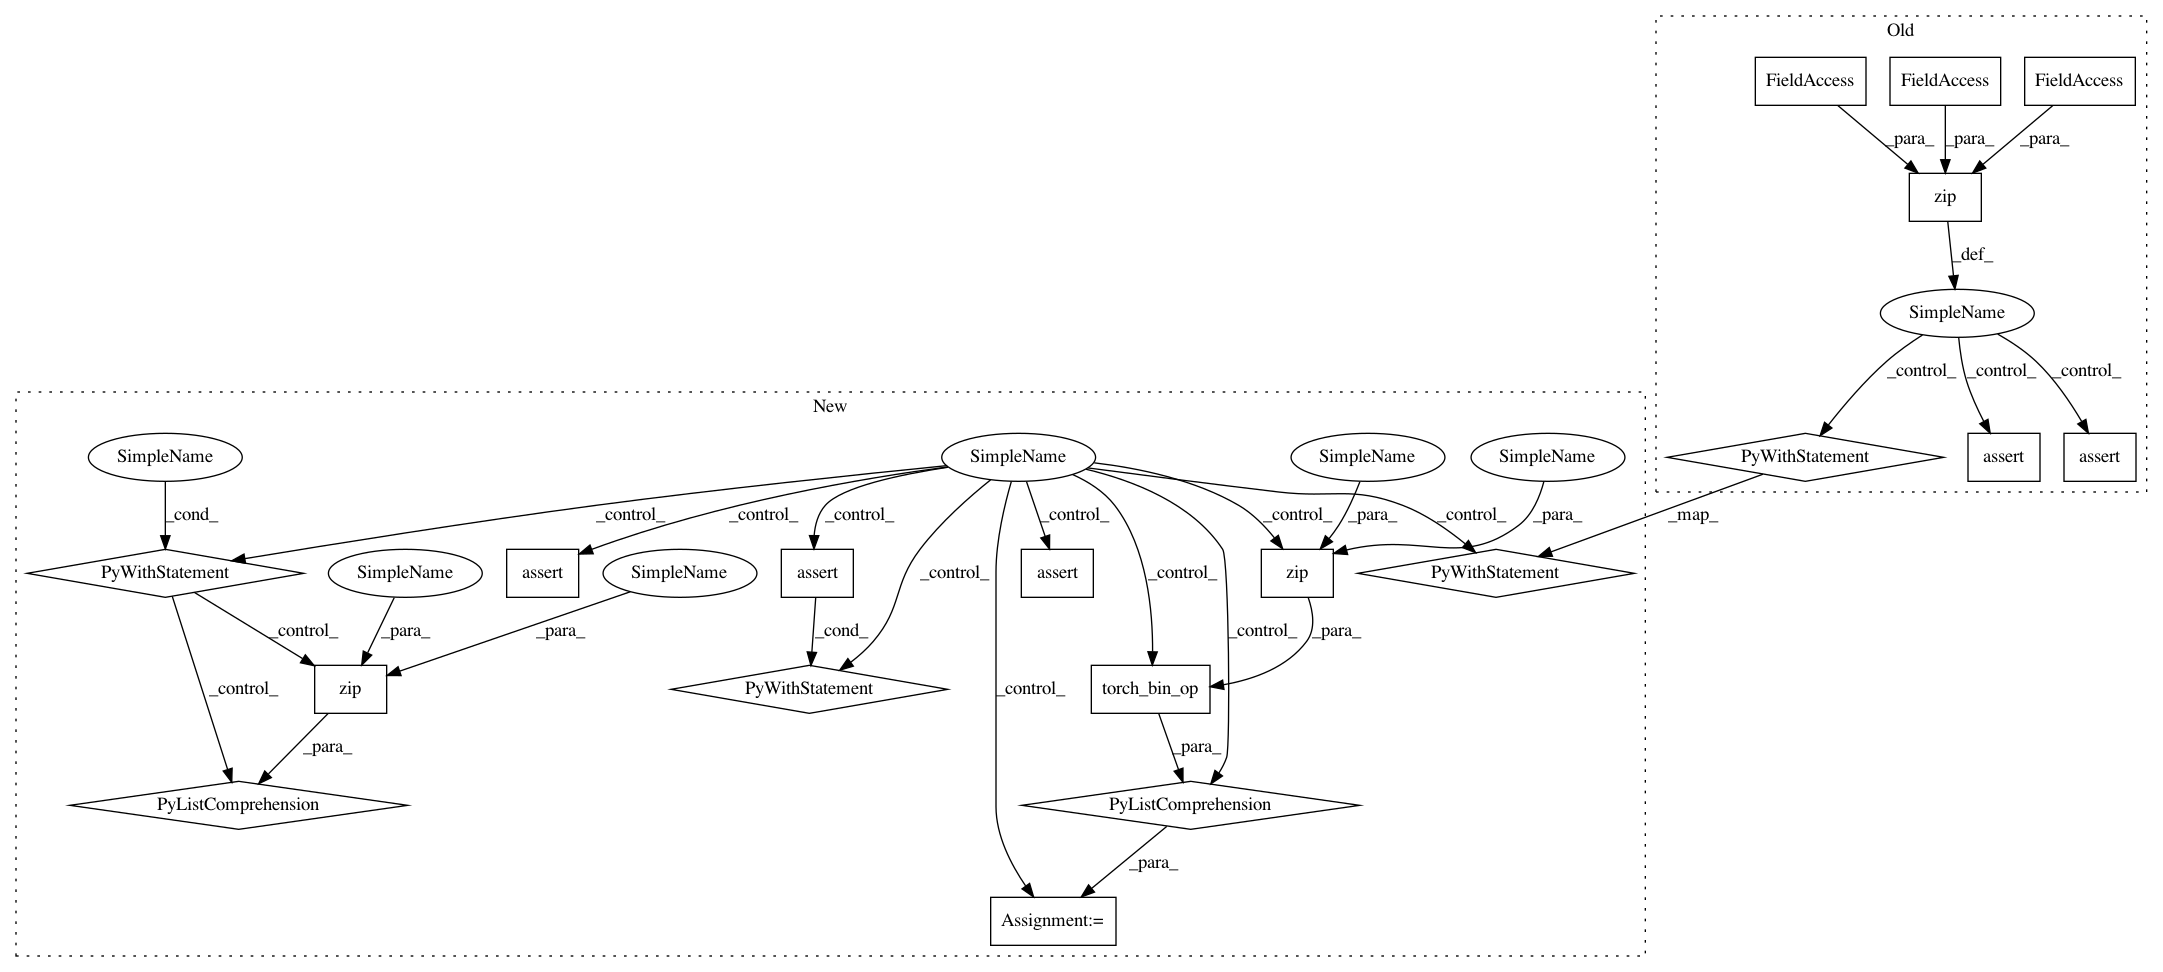 Old
FieldAccess
FieldAccess
FieldAccess
_para_
_para_
_para_
zip
_def_
SimpleName
_control_
_control_
_control_
PyWithStatement
assert
assert
_map_
New
SimpleName
SimpleName
SimpleName
SimpleName
_cond_
_control_
_control_
_control_
_control_
_control_
_para_
_control_
_para_
PyWithStatement
SimpleName
assert
SimpleName
assert
_control_
assert
_control_
zip
PyWithStatement
_control_
_para_
_para_
_cond_
_control_
_para_
_control_
zip
PyWithStatement
_control_
torch_bin_op
_para_
_para_
PyListComprehension
PyListComprehension
_para_
Assignment:=